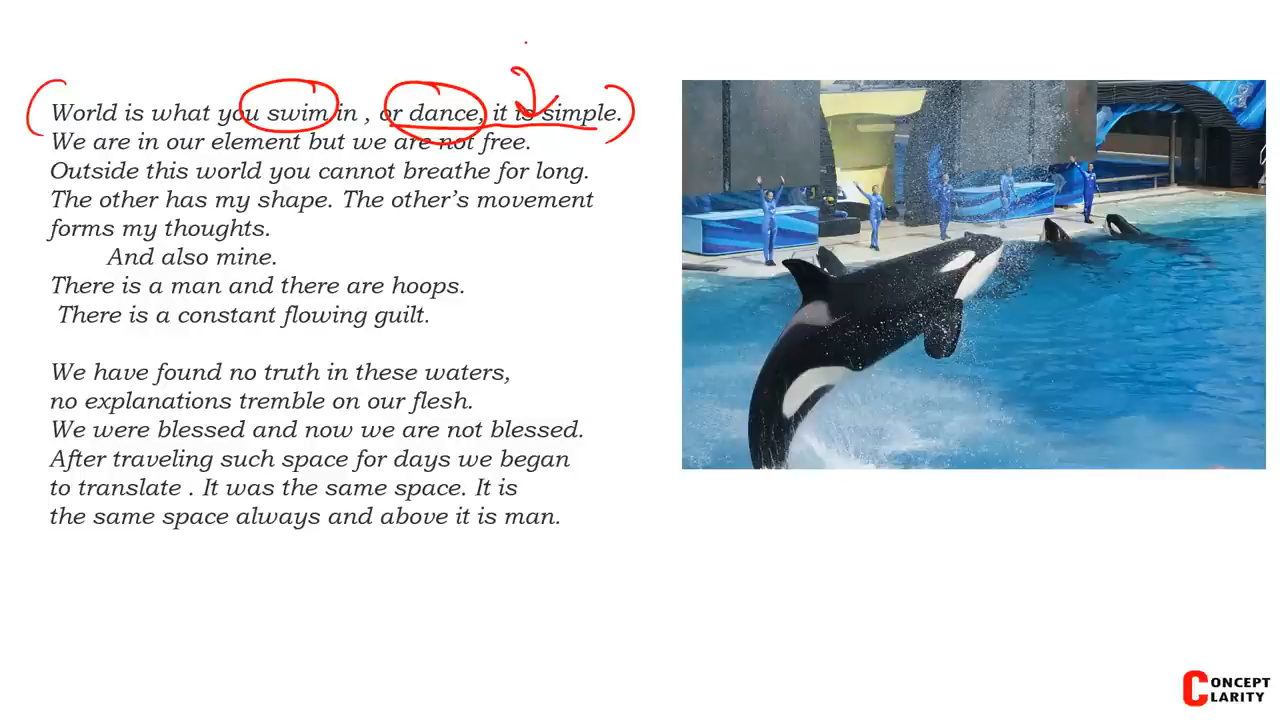 World is what you swim in , or dance, it is simple.
We are in our element but we are not free.
Outside this world you cannot breathe for long.
The other has my shape. The other's movement
forms my thoughts.
And also mine.
There is a man and there are hoops.
There is a constant flowing guilt.
We have found no truth in these waters,
no explanations tremble on our flesh.
We were blessed and now we are not blessed.
After traveling such space for days we began
to translate . It was the same space. It is
the same space always and above it is man.
CONCEPT
CLARITY